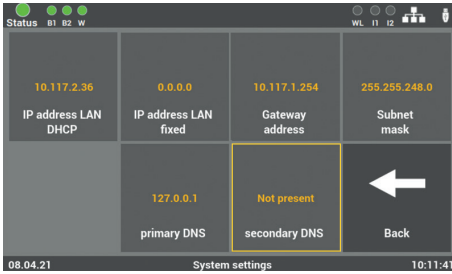 Status B1 B2 W
WL I1 I2
10.117.2.36
IP address LAN
DHCP
0.0.0.0
IP address LAN
fixed
10.117.1.254
Gateway
address
255.255.248.0
Subnet
mask
127.0.0.1
primary DNS
Not present
secondary DNS
Back
08.04.21 System settings 10:11:41